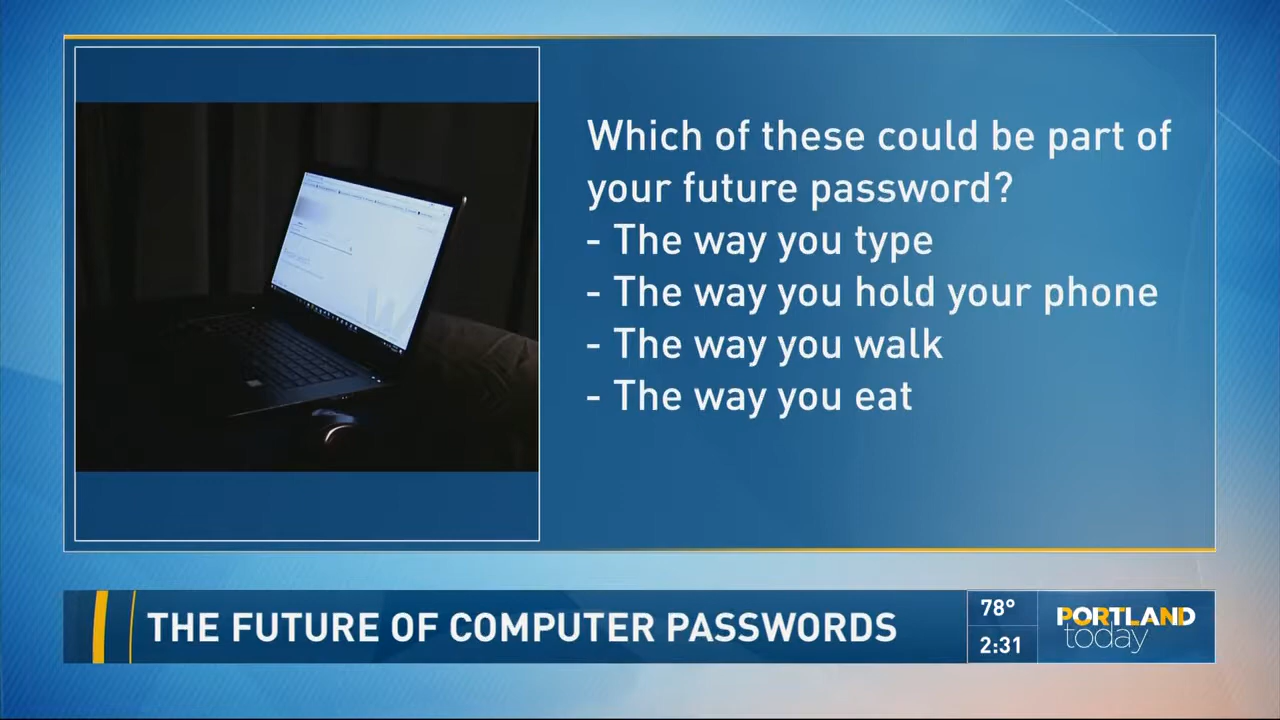 Which of these could be part of
your future password?
- The way you type
- The way you hold your phone
- The way you walk
- The way you eat
THE FUTURE OF COMPUTER PASSWORDS
78°
2:31
PORTLAND
today